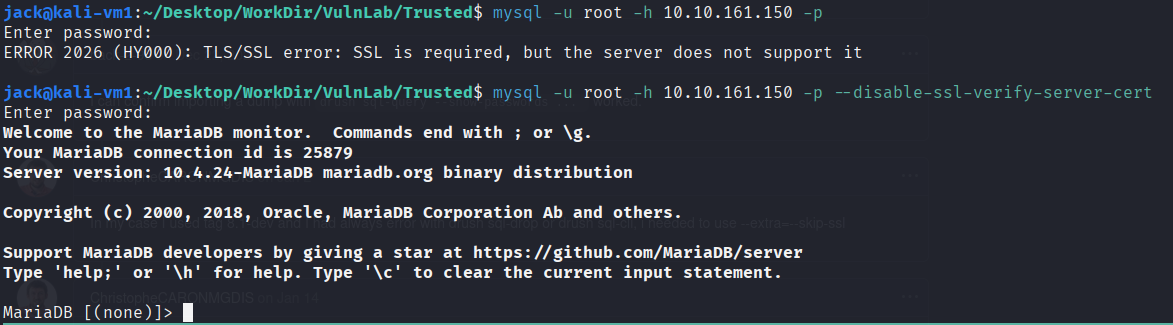 jack@kali-vm1:~/Desktop/WorkDir/VulnLab/Trusted$ mysql -u root -h 10.10.161.150 -p
Enter password:
ERROR 2026 (HY000): TLS/SSL error: SSL is required, but the server does not support it
jack@kali-vm1:~/Desktop/WorkDir/VulnLab/Trusted$ mysql -u root -h 10.10.161.150 -p --disable-ssl-verify-server-cert
Enter password:
Welcome to the MariaDB monitor.  Commands end with ; or \g.
Your MariaDB connection id is 25879
Server version: 10.4.24-MariaDB mariadb.org binary distribution
Copyright (c) 2000, 2018, Oracle, MariaDB Corporation Ab and others.
Support MariaDB developers by giving a star at https://github.com/MariaDB/server
Type 'help;' or '\h' for help. Type '\c' to clear the current input statement.
ChristopheCARONMGDIS on Jan 14
MariaDB [(none)]>